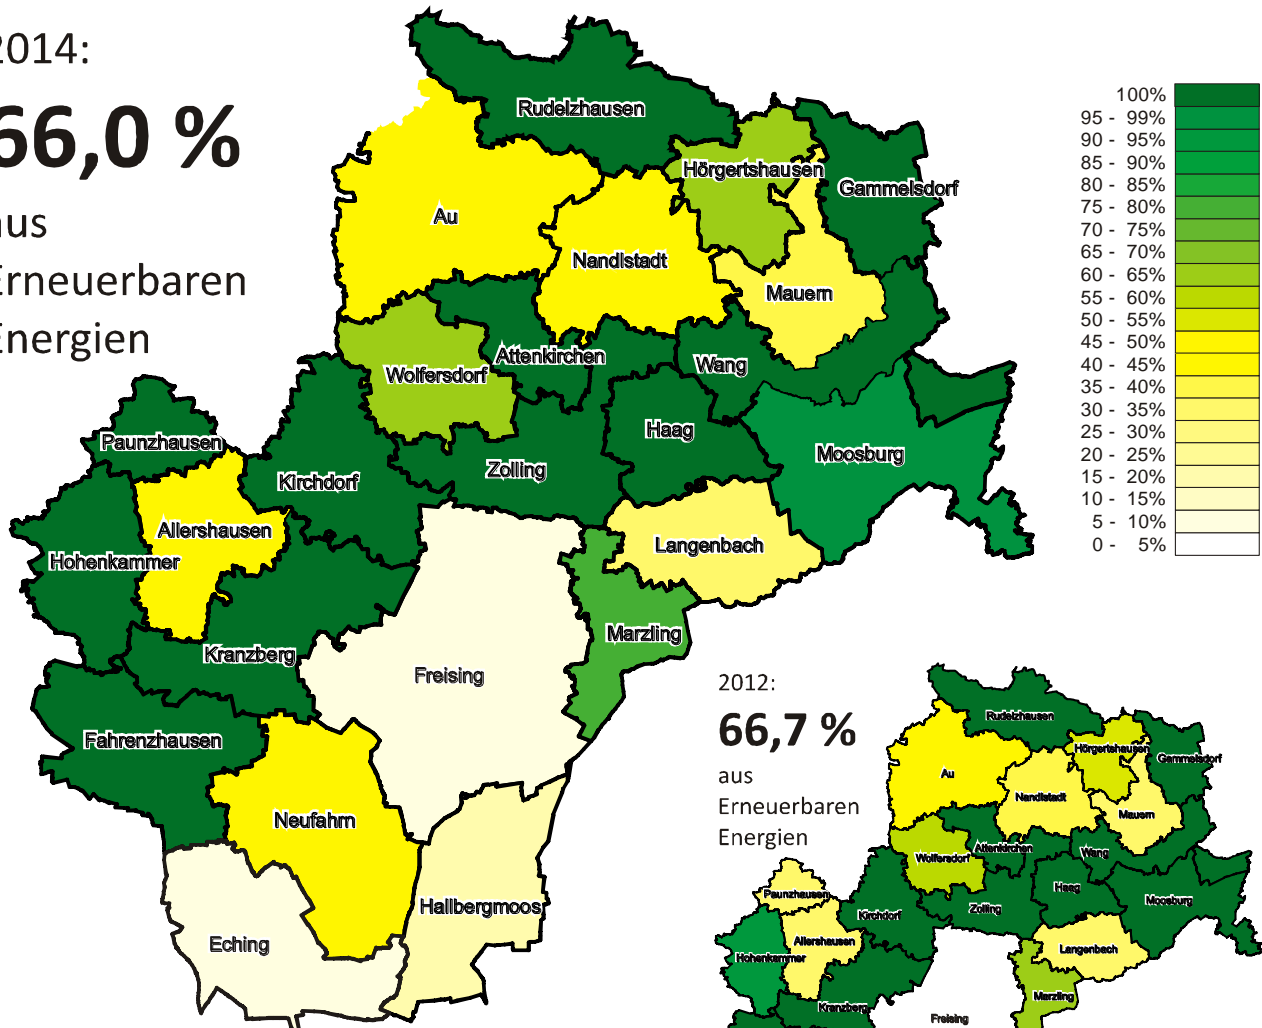 2014:
66,0 %
aus
Erneuerbaren
Energien
Rudelzhausen
Hörgertshausen
Gammelsdorf
Au
Nandlstadt
Mauern
Attenkirchen
Wang
Wolfersdorf
Haag
Paunzhausen
Zolling
Moosburg
Kirchdorf
Allershausen
Langenbach
Hohenkammer
Marzling
Kranzberg
Freising
Fahrenzhausen
Neufahrn
Hallbergmoos
Eching
100%
95 - 99%
90 - 95%
85 - 90%
80 - 85%
75 - 80%
70 - 75%
65 - 70%
60 - 65%
55 - 60%
50 - 55%
45 - 50%
40 - 45%
35 - 40%
30 - 35%
25 - 30%
20 - 25%
15 - 20%
10 - 15%
5 - 10%
0 - 5%
2012:
66,7 %
aus
Erneuerbaren
Energien
Rudelzhausen
Hörgertshausen
Gammelsdorf
Au
Nandlstadt
Mauern
Attenkirchen
Wang
Wolfersdorf
Haag
Paunzhausen
Moosburg
Zolling
Kirchdorf
Allershausen
Langenbach
Hohenkammer
Marzling
Kranzberg
Freising